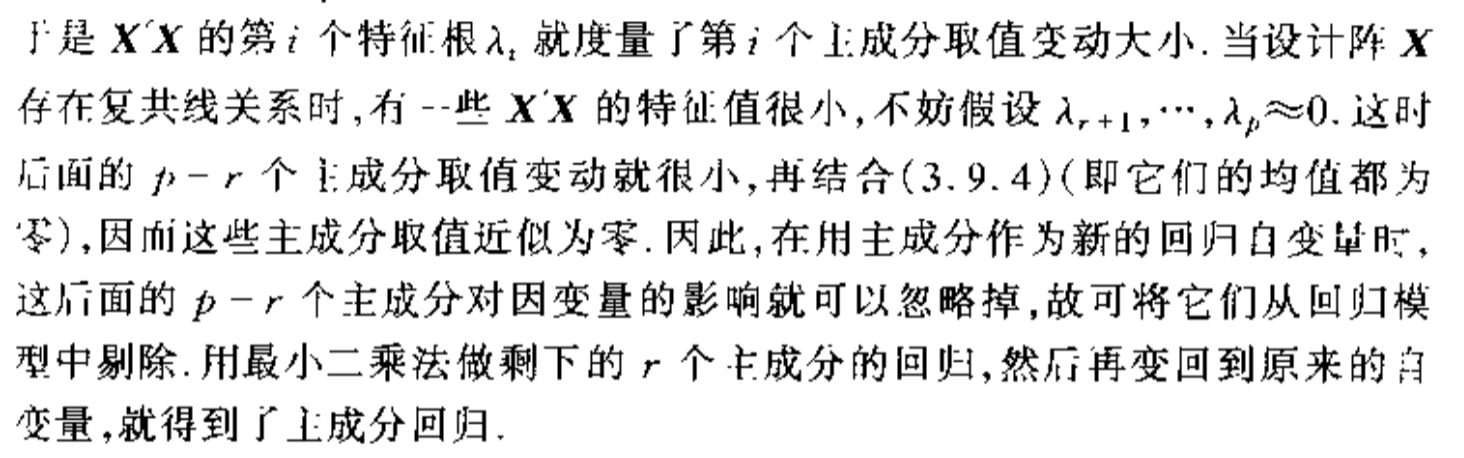 于是 X′X 的第 i 个特征根 λᵢ 就度量了第 i 个主成分取值变动大小. 当设计阵 X
存在复共线关系时,有一些 X′X 的特征值很小,不妨假设 λᵣ₊₁,⋯,λₚ≈0. 这时
后面的 p − r 个主成分取值变动就很小,再结合(3.9.4)(即它们的均值都为
零),因而这些主成分取值近似为零. 因此,在用主成分作为新的回归自变量时,
这后面的 p − r 个主成分对因变量的影响就可以忽略掉,故可将它们从回归模
型中剔除. 用最小二乘法做剩下的 r 个主成分的回归,然后再变回到原来的自
变量,就得到了主成分回归.